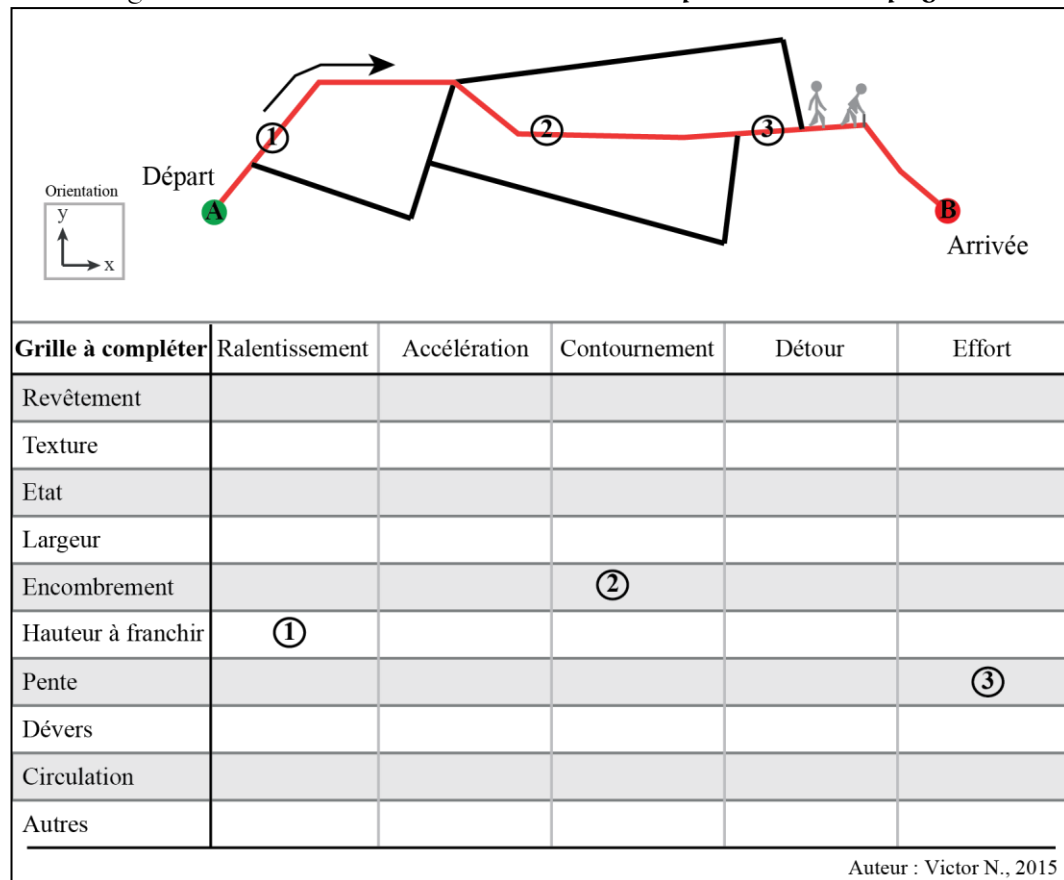 ①
②
③
Départ
Orientation
y
x
A
B
Arrivée
Grille à compléter Ralentissement Accélération Contournement Détour Effort
Revêtement
Texture
Etat
Largeur
Encombrement ②
Hauteur à franchir ①
Pente ③
Dévers
Circulation
Autres
Auteur : Victor N., 2015